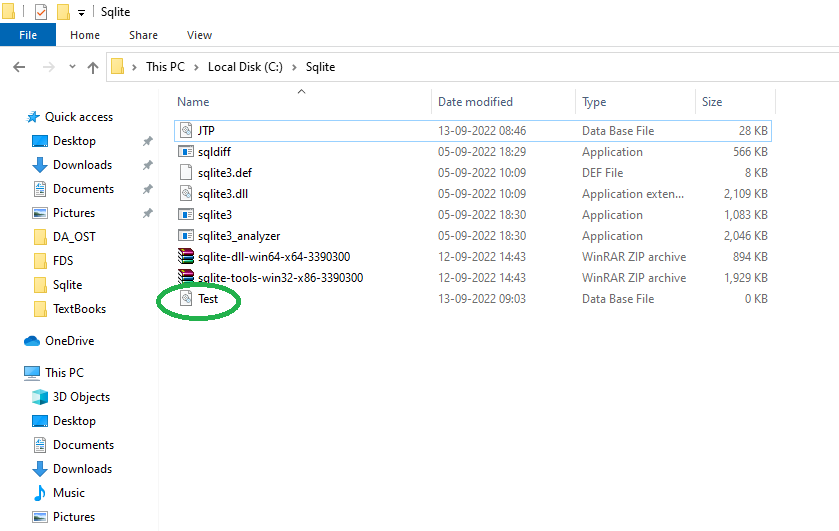 Sqlite
File Home Share View
This PC Local Disk (C:) Sqlite
Name Date modified Type Size
Quick access
Desktop
Downloads
Documents
Pictures
DA_OST
FDS
Sqlite
TextBooks
OneDrive
This PC
3D Objects
Desktop
Documents
Downloads
Music
Pictures
JTP 13-09-2022 08:46 Data Base File 28 KB
sqldiff 05-09-2022 18:29 Application 566 KB
sqlite3.def 05-09-2022 10:09 DEF File 8 KB
sqlite3.dll 05-09-2022 10:09 Application exten... 2,109 KB
sqlite3 05-09-2022 18:30 Application 1,083 KB
sqlite3_analyzer 05-09-2022 18:30 Application 2,046 KB
sqlite-dll-win64-x64-3390300 12-09-2022 14:43 WinRAR ZIP archive 894 KB
sqlite-tools-win32-x86-3390300 12-09-2022 14:43 WinRAR ZIP archive 1,929 KB
Test 13-09-2022 09:03 Data Base File 0 KB